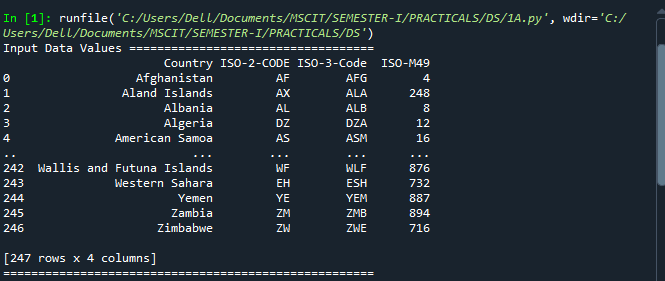 In [1]: runfile('C:/Users/Dell/Documents/MSCIT/SEMESTER-I/PRACTICALS/DS/1A.py', wdir='C:/
Users/Dell/Documents/MSCIT/SEMESTER-I/PRACTICALS/DS')
Input Data Values ===================================
                       Country ISO-2-CODE ISO-3-Code  ISO-M49
0                  Afghanistan         AF        AFG        4
1                Aland Islands         AX        ALA      248
2                      Albania         AL        ALB        8
3                      Algeria         DZ        DZA       12
4               American Samoa         AS        ASM       16
..                         ...        ...        ...      ...
242  Wallis and Futuna Islands         WF        WLF      876
243             Western Sahara         EH        ESH      732
244                      Yemen         YE        YEM      887
245                     Zambia         ZM        ZMB      894
246                   Zimbabwe         ZW        ZWE      716
[247 rows x 4 columns]
=====================================================